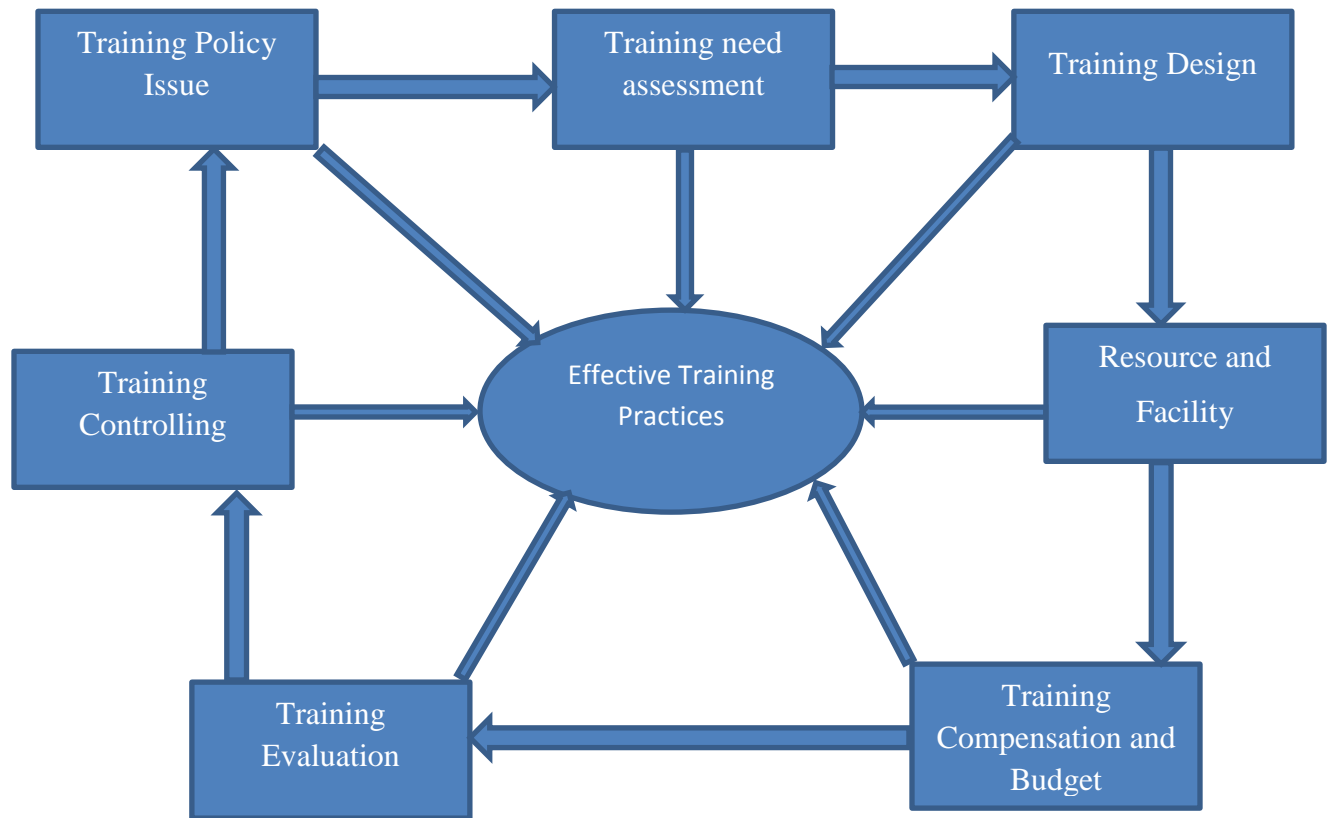 Training Policy
Issue
Training need
assessment
Training Design
Training
Controlling
Effective Training
Practices
Resource and
Facility
Training
Evaluation
Training
Compensation and
Budget